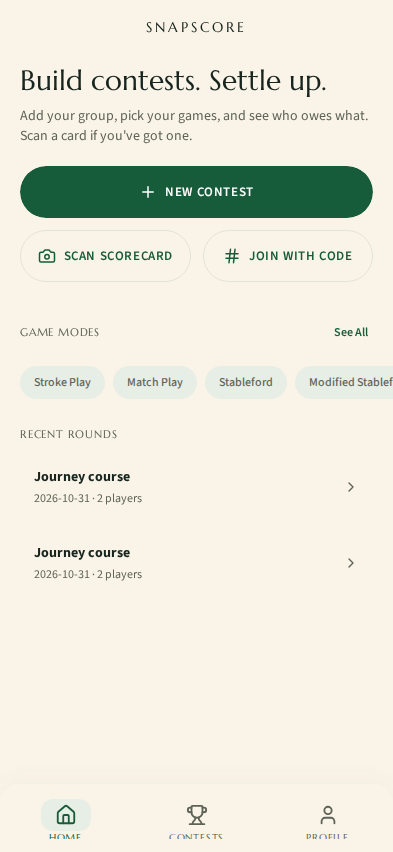 SNAPSCORE
Build contests. Settle up.
Add your group, pick your games, and see who owes what.
Scan a card if you've got one.
NEW CONTEST
SCAN SCORECARD
JOIN WITH CODE
GAME MODES
See All
Stroke Play
Match Play
Stableford
Modified Stablef
RECENT ROUNDS
Journey course
2026-10-31 · 2 players
Journey course
2026-10-31 · 2 players
HOME
CONTESTS
PROFILE